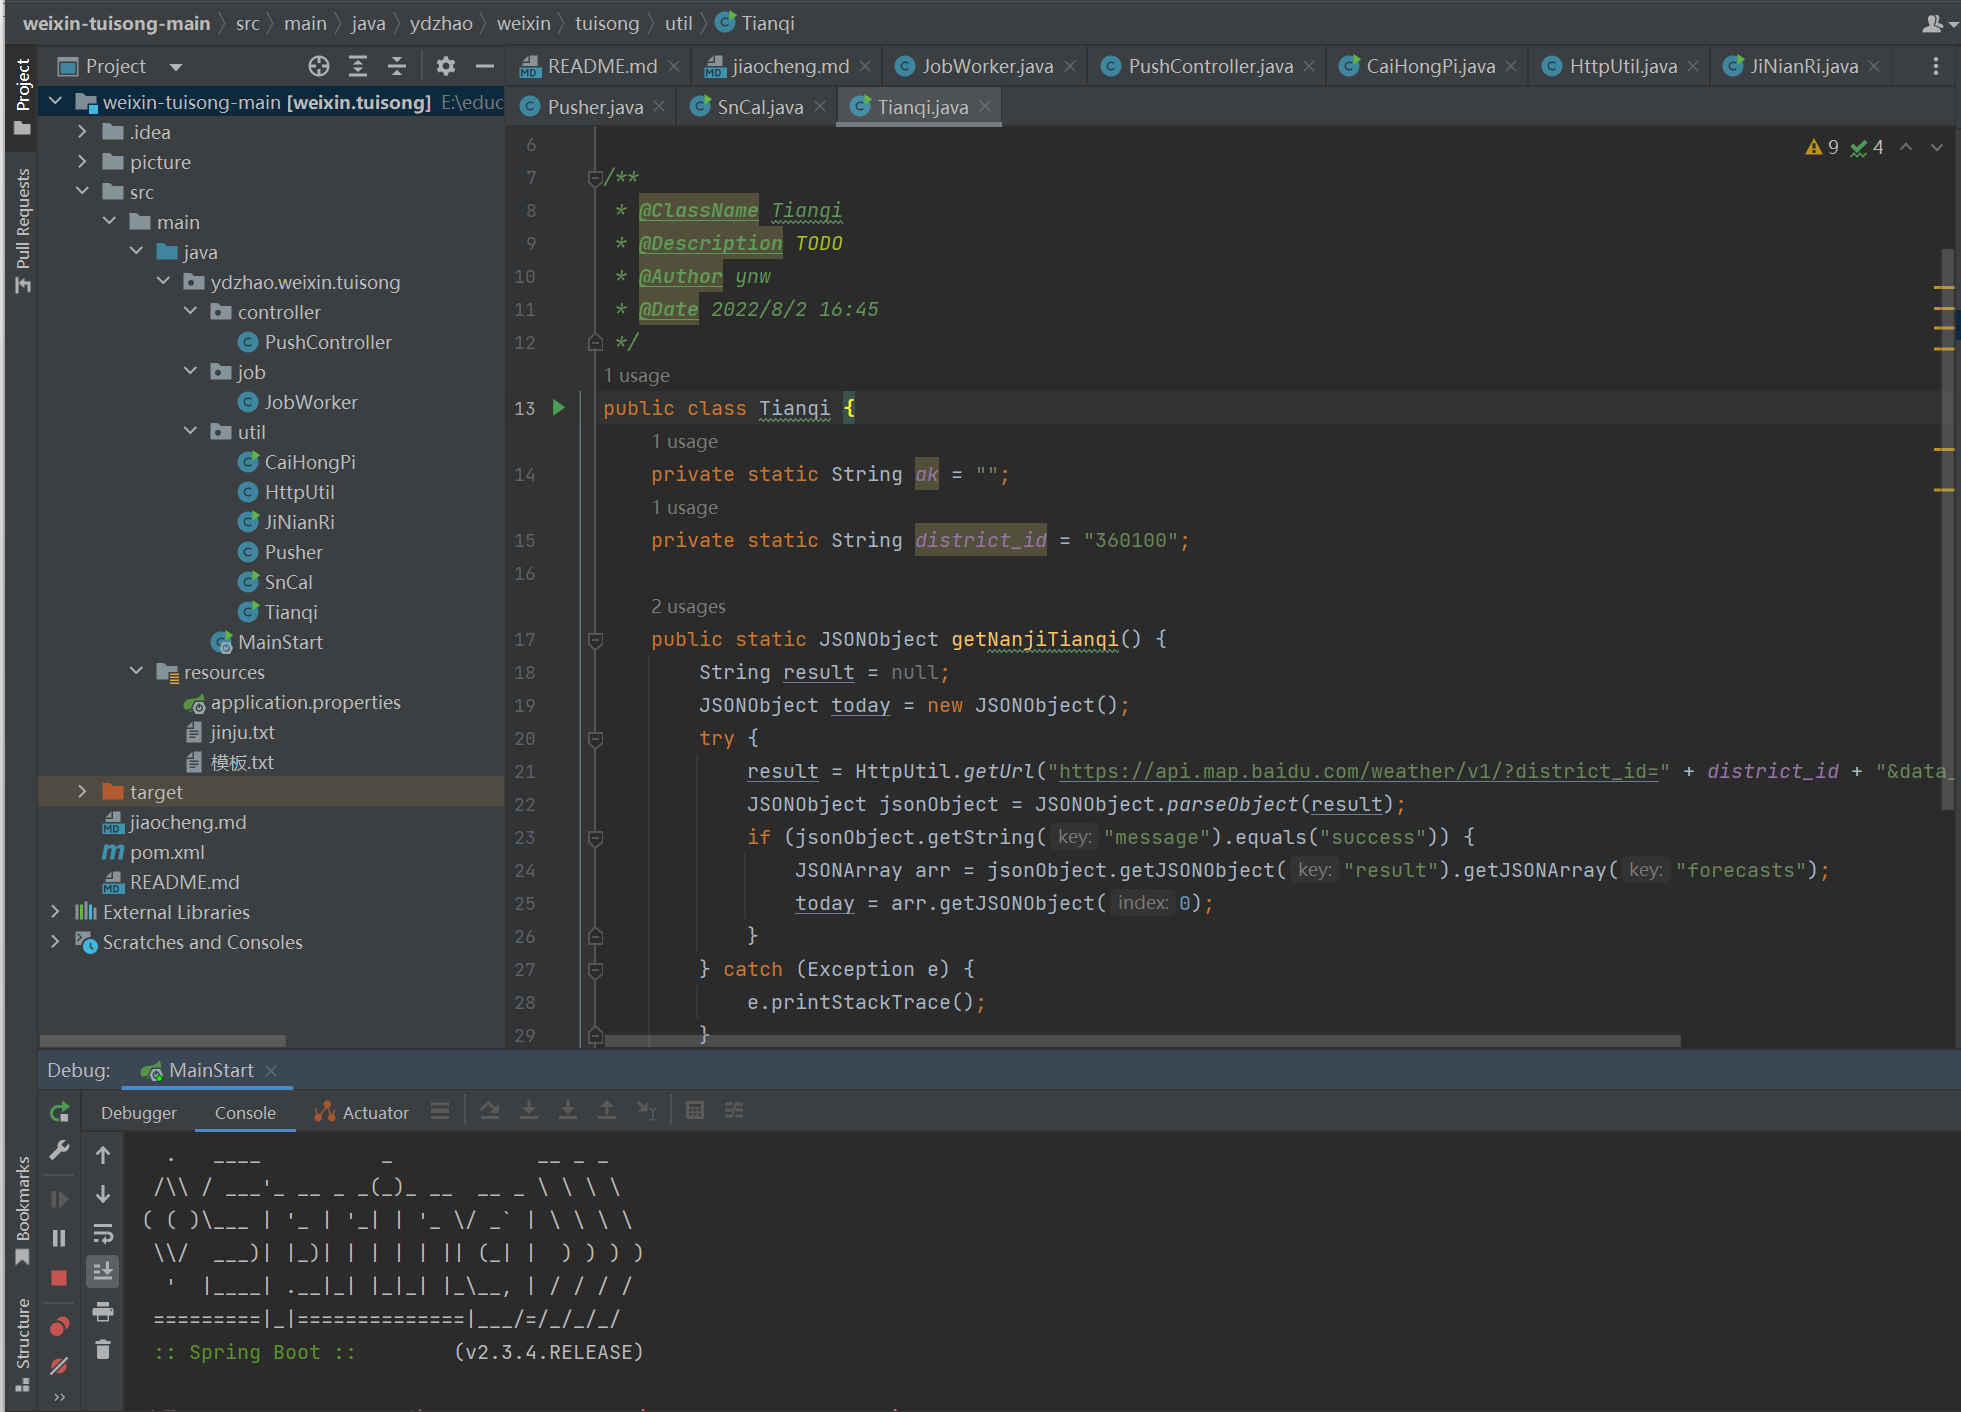 weixin-tuisong-main src main java ydzhao weixin tuisong util Tianqi
Project
Pull Requests
Bookmarks
Structure
Project
weixin-tuisong-main [weixin.tuisong] E:\educ
.idea
picture
src
main
java
ydzhao.weixin.tuisong
controller
PushController
job
JobWorker
util
CaiHongPi
HttpUtil
JiNianRi
Pusher
SnCal
Tianqi
MainStart
resources
application.properties
jinju.txt
模板.txt
target
jiaocheng.md
pom.xml
README.md
External Libraries
Scratches and Consoles
README.md jiaocheng.md JobWorker.java PushController.java CaiHongPi.java HttpUtil.java JiNianRi.java
Pusher.java SnCal.java Tianqi.java
9 4
6
7 /**
8 * @ClassName Tianqi
9 * @Description TODO
10 * @Author ynw
11 * @Date 2022/8/2 16:45
12 */
1 usage
13 public class Tianqi {
1 usage
14 private static String ak = "";
1 usage
15 private static String district_id = "360100";
16
2 usages
17 public static JSONObject getNanjiTianqi() {
18 String result = null;
19 JSONObject today = new JSONObject();
20 try {
21 result = HttpUtil.getUrl("https://api.map.baidu.com/weather/v1/?district_id=" + district_id + "&data_
22 JSONObject jsonObject = JSONObject.parseObject(result);
23 if (jsonObject.getString( key: "message").equals("success")) {
24 JSONArray arr = jsonObject.getJSONObject( key: "result").getJSONArray( key: "forecasts");
25 today = arr.getJSONObject( index: 0);
26 }
27 } catch (Exception e) {
28 e.printStackTrace();
29 }
Debug: MainStart
Debugger Console Actuator
  .   ____          _            __ _ _
 /\\ / ___'_ __ _ _(_)_ __  __ _ \ \ \ \
( ( )\___ | '_ | '_| | '_ \/ _` | \ \ \ \
 \\/  ___)| |_)| | | | | || (_| |  ) ) ) )
  '  |____| .__|_| |_|_| |_\__, | / / / /
 =========|_|==============|___/=/_/_/_/
 :: Spring Boot ::        (v2.3.4.RELEASE)